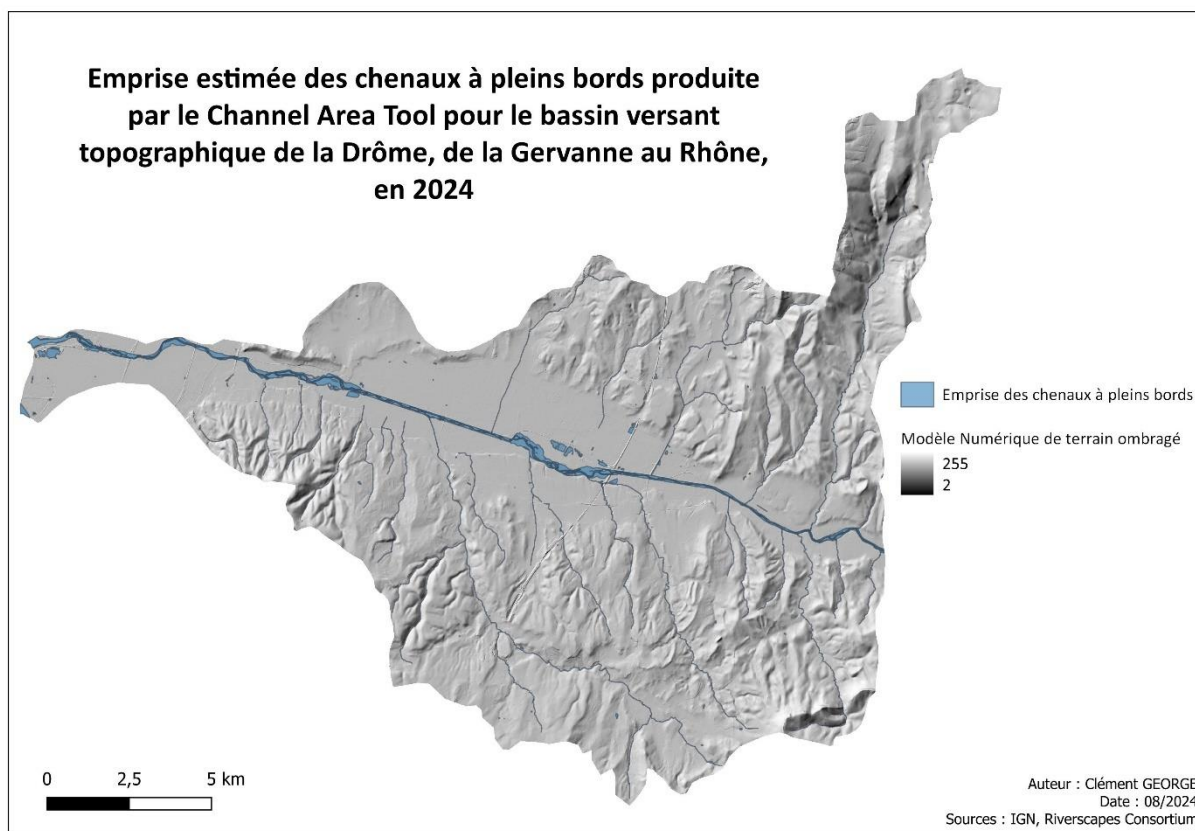 Emprise estimée des chenaux à pleins bords produite
par le Channel Area Tool pour le bassin versant
topographique de la Drôme, de la Gervanne au Rhône,
en 2024
Emprise des chenaux à pleins bords
Modèle Numérique de terrain ombragé
255
2
0 2,5 5 km
Auteur : Clément GEORGE
Date : 08/2024
Sources : IGN, Riverscapes Consortium